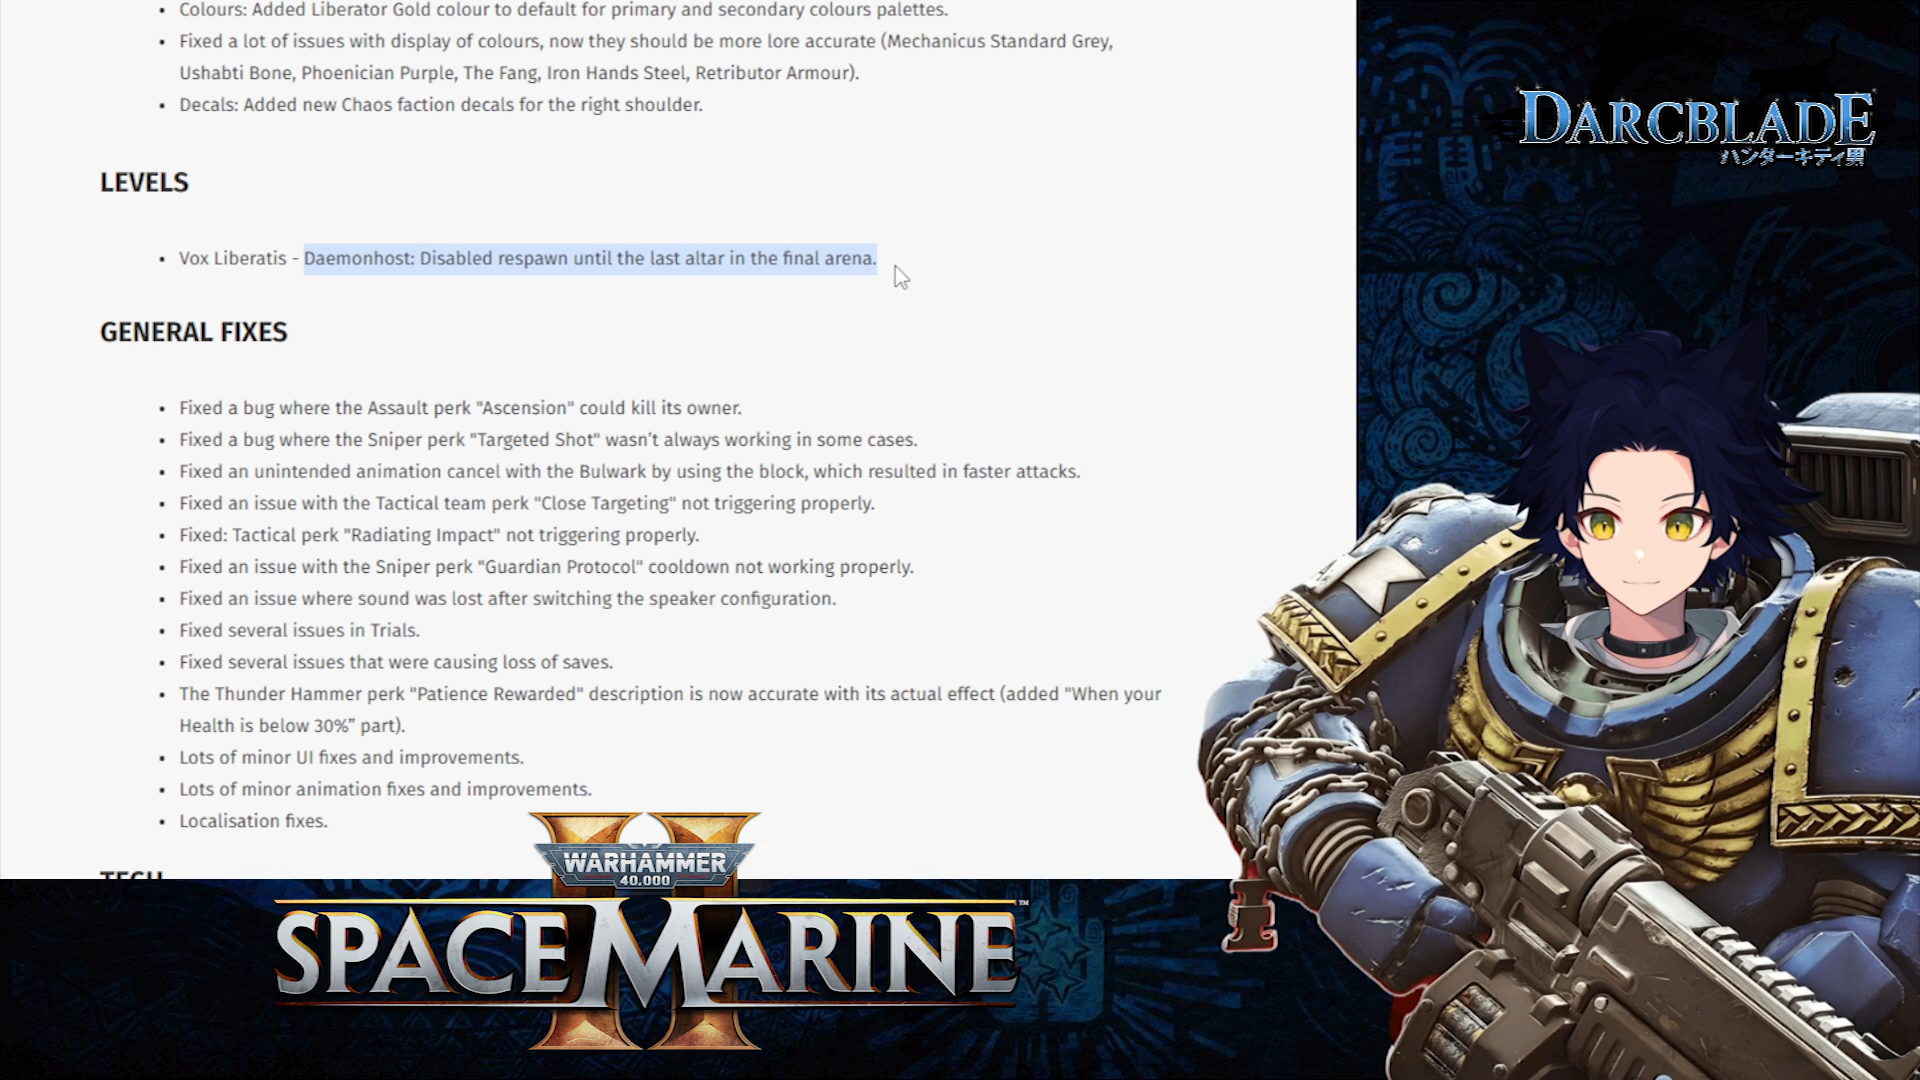 • Colours: Added Liberator Gold colour to default for primary and secondary colours palettes.
• Fixed a lot of issues with display of colours, now they should be more lore accurate (Mechanicus Standard Grey,
Ushabti Bone, Phoenician Purple, The Fang, Iron Hands Steel, Retributor Armour).
• Decals: Added new Chaos faction decals for the right shoulder.
LEVELS
• Vox Liberatis - Daemonhost: Disabled respawn until the last altar in the final arena.
GENERAL FIXES
• Fixed a bug where the Assault perk "Ascension" could kill its owner.
• Fixed a bug where the Sniper perk "Targeted Shot" wasn’t always working in some cases.
• Fixed an unintended animation cancel with the Bulwark by using the block, which resulted in faster attacks.
• Fixed an issue with the Tactical team perk "Close Targeting" not triggering properly.
• Fixed: Tactical perk "Radiating Impact" not triggering properly.
• Fixed an issue with the Sniper perk "Guardian Protocol" cooldown not working properly.
• Fixed an issue where sound was lost after switching the speaker configuration.
• Fixed several issues in Trials.
• Fixed several issues that were causing loss of saves.
• The Thunder Hammer perk "Patience Rewarded" description is now accurate with its actual effect (added "When your
Health is below 30%” part).
• Lots of minor UI fixes and improvements.
• Lots of minor animation fixes and improvements.
• Localisation fixes.
TECH
DARCBLADE
ハンターキティ黒
WARHAMMER
40,000
SPACE MARINE ™
II